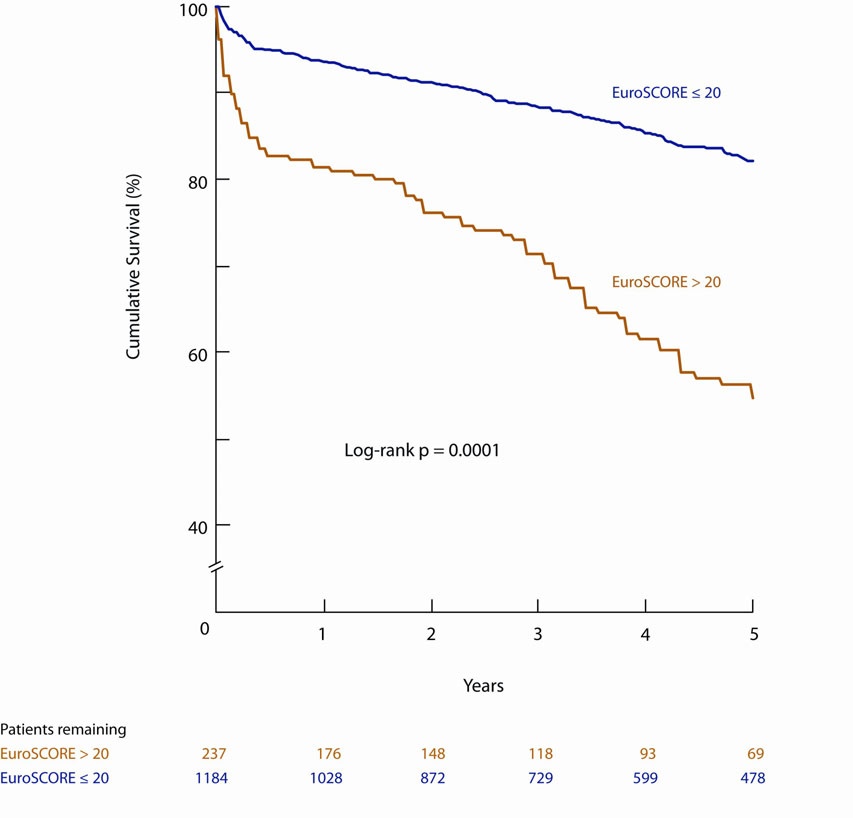 100
EuroSCORE ≤ 20
80
Cumulative Survival (%)
EuroSCORE > 20
60
Log-rank p = 0.0001
40
0 1 2 3 4 5
Years
Patients remaining
EuroSCORE > 20 237 176 148 118 93 69
EuroSCORE ≤ 20 1184 1028 872 729 599 478